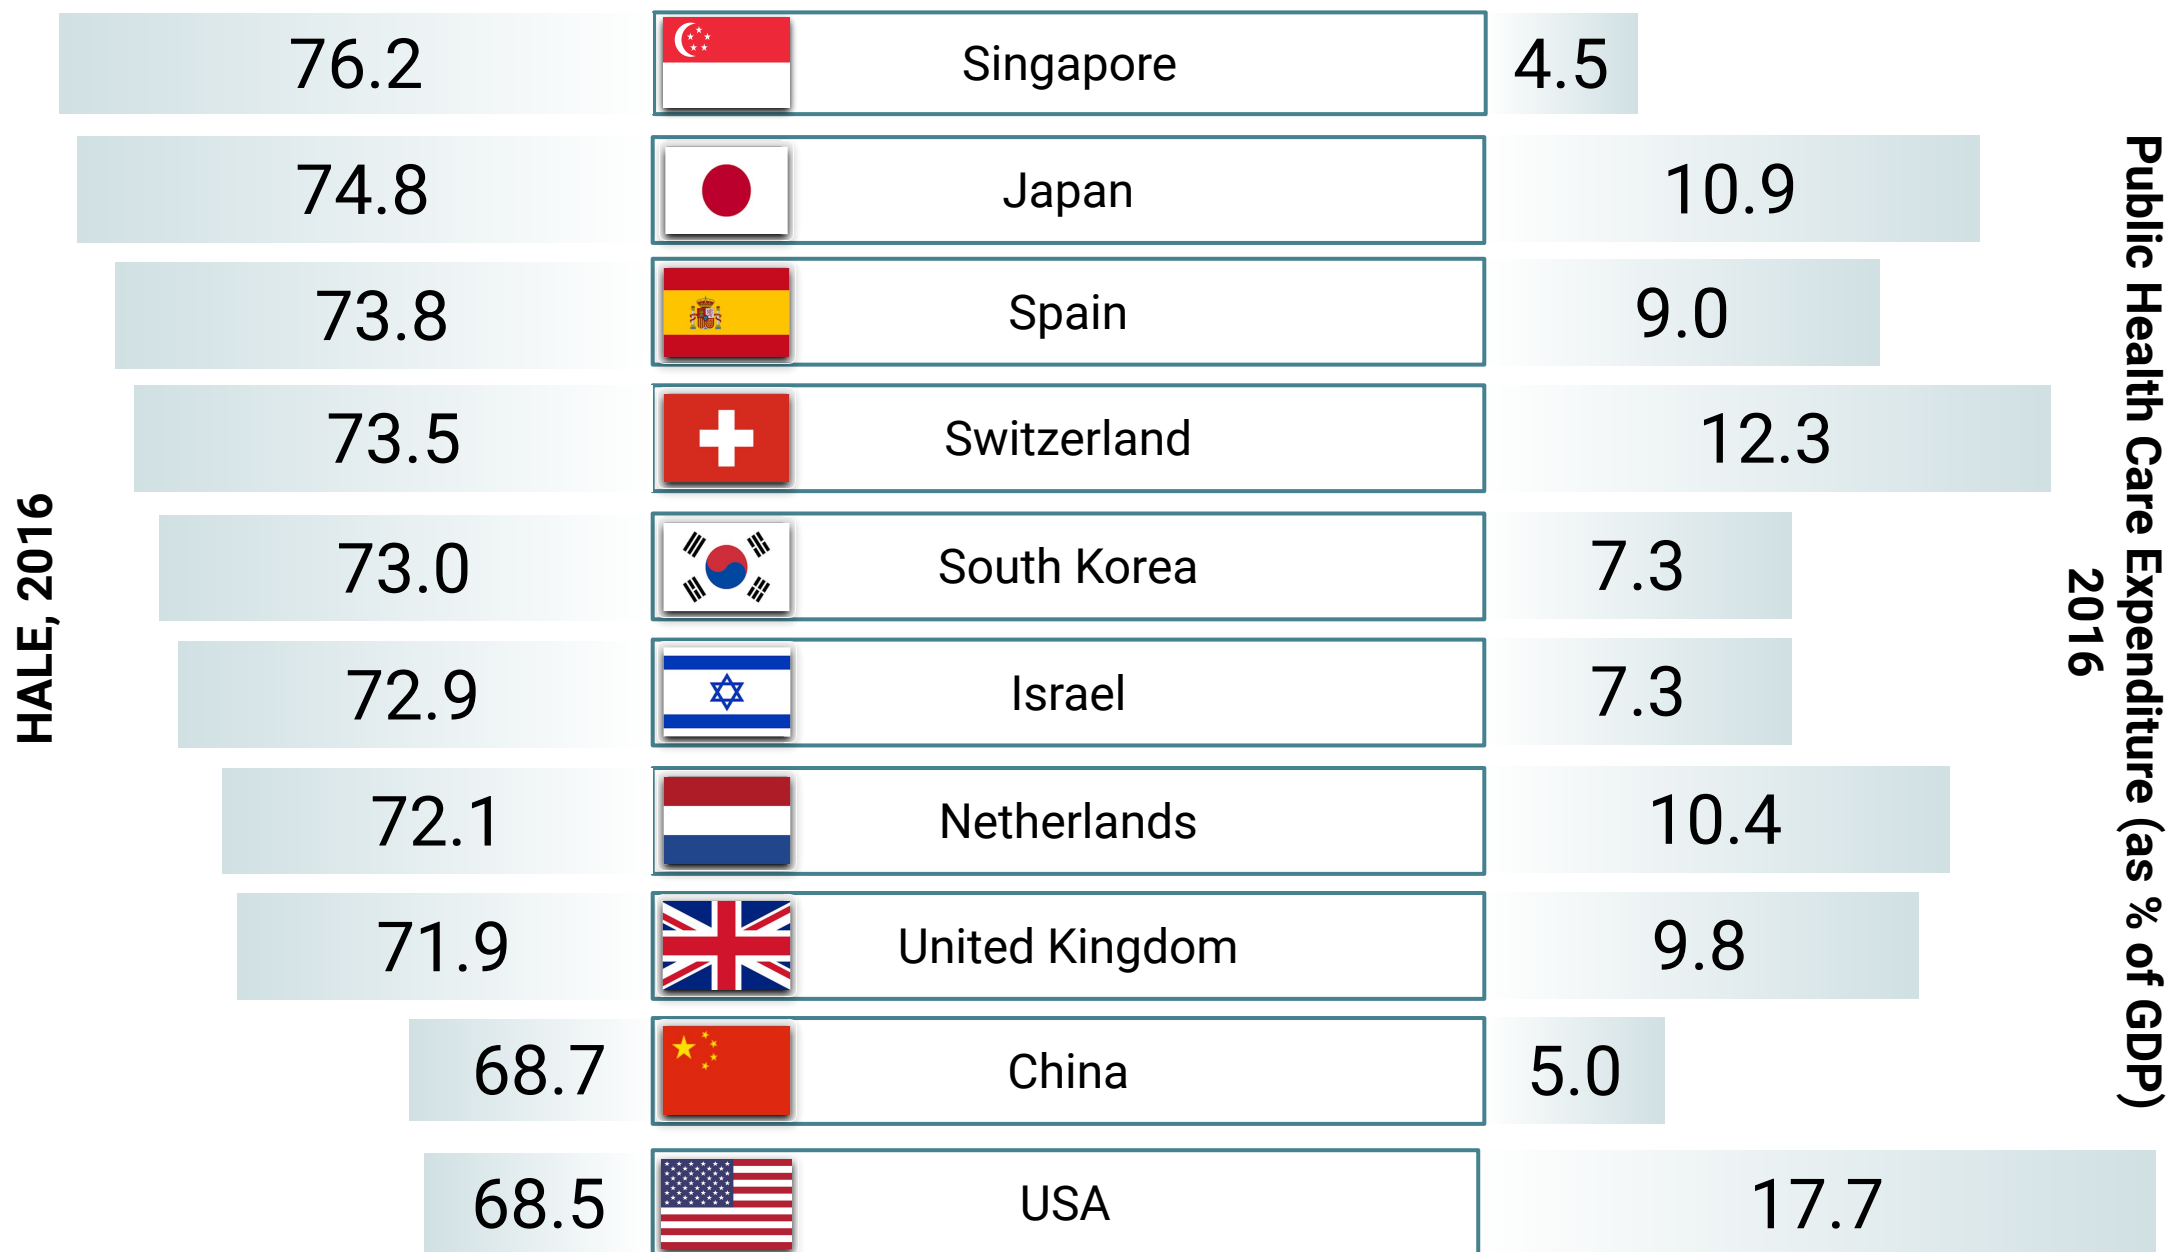 HALE, 2016
76.2 Singapore 4.5
74.8 Japan 10.9
73.8 Spain 9.0
73.5 Switzerland 12.3
73.0 South Korea 7.3
72.9 Israel 7.3
72.1 Netherlands 10.4
71.9 United Kingdom 9.8
68.7 China 5.0
68.5 USA 17.7
Public Health Care Expenditure (as % of GDP)
2016